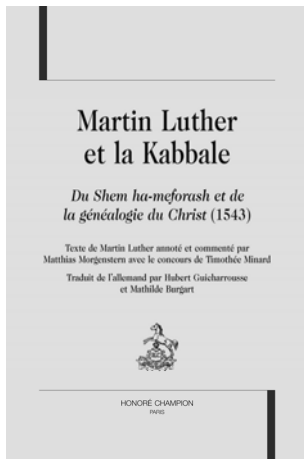 Martin Luther
et la Kabbale
Du Shem ha-meforash et de
la généalogie du Christ (1543)
Texte de Martin Luther annoté et commenté par
Matthias Morgenstern avec le concours de Timothée Minard
Traduit de l'allemand par Hubert Guicharrousse
et Mathilde Burgart
HONORÉ CHAMPION
PARIS